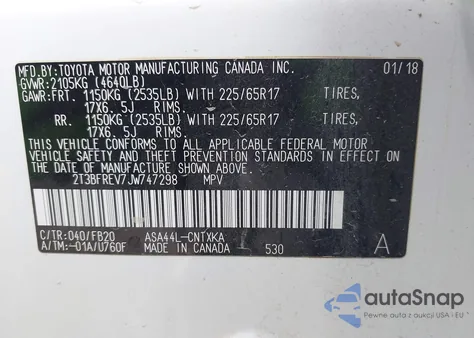 MFD.BY:TOYOTA MOTOR MANUFACTURING CANADA INC. 01/18
GVWR:2105KG (4640LB)
GAWR:FRT. 1150KG (2535LB) WITH 225/65R17 TIRES,
17X6.5J RIMS.
RR. 1150KG (2535LB) WITH 225/65R17 TIRES,
17X6.5J RIMS.
THIS VEHICLE CONFORMS TO ALL APPLICABLE FEDERAL MOTOR
VEHICLE SAFETY AND THEFT PREVENTION STANDARDS IN EFFECT
ON THE DATE OF MANUFACTURE SHOWN ABOVE.
2T3BFREV7JW747298 MPV
C/TR:040/FB20 ASA44L-CNTXKA
A/TM:-01A/U760F MADE IN CANADA 530 A
autoSnap
Pewne auta z aukcji USA i EU